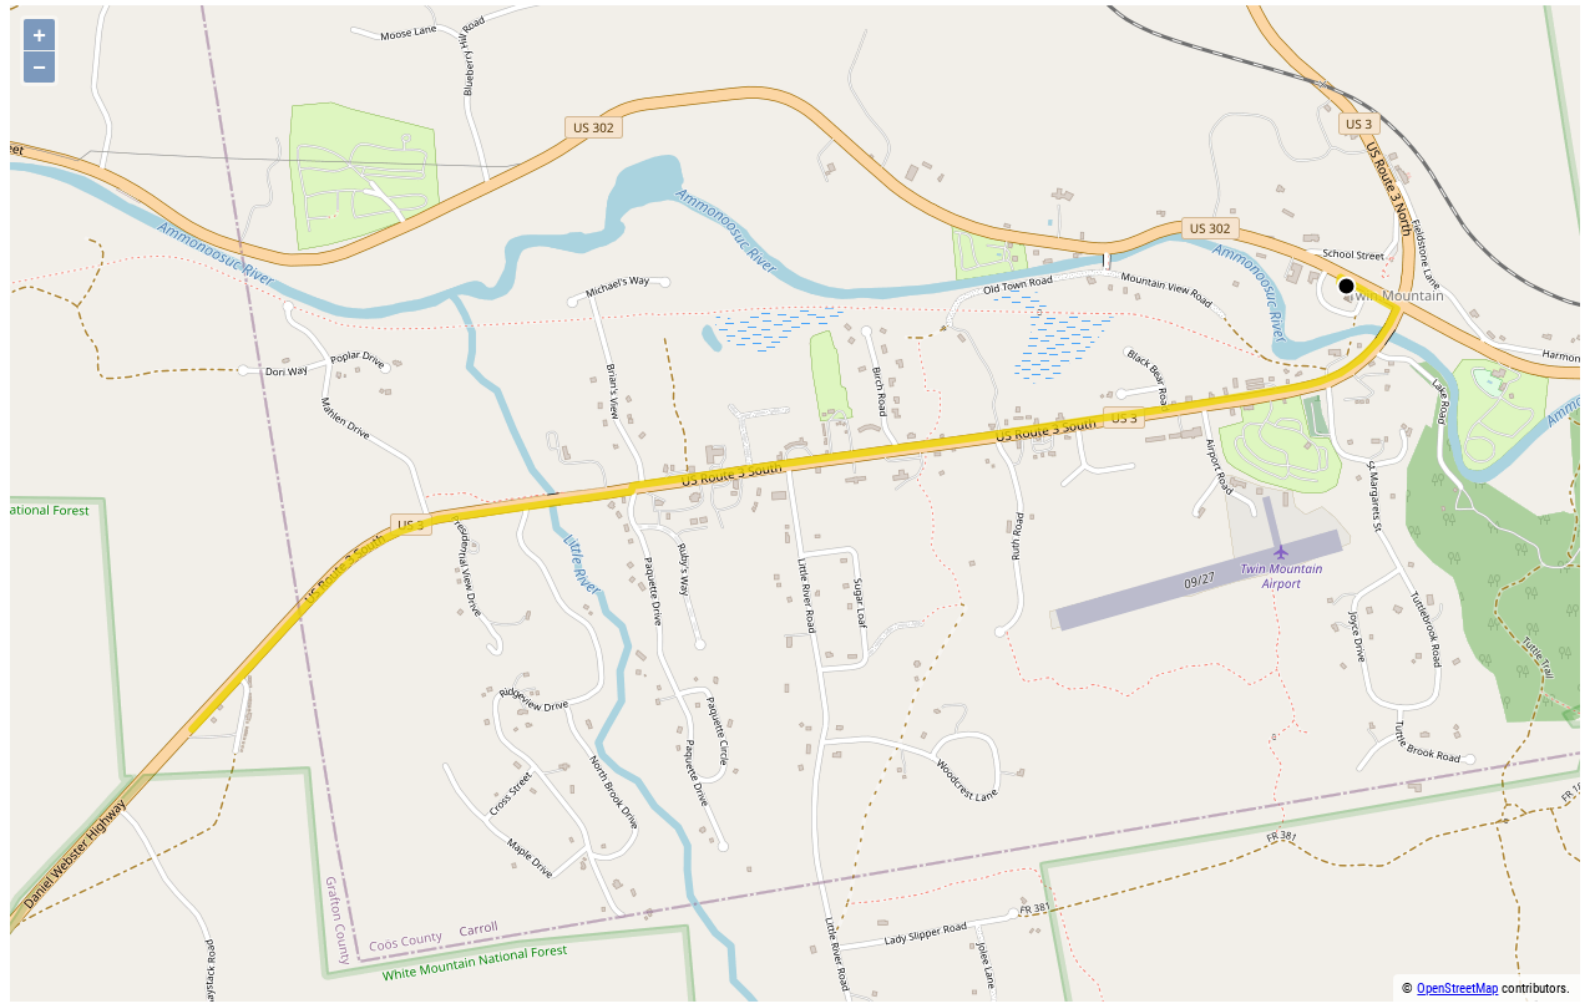 +
−
Moose Lane
Road
Blueberry Hill
US 302
US 3
US Route 3 North
Fieldstone Lane
Ammonoosuc River
Ammonoosuc River
US 302
Ammonoosuc River
School Street
Twin Mountain
Michael's Way
Old Town Road
Mountain View Road
Harmon
Dori Way
Poplar Drive
Mahlen Drive
Brian's View
Birch Road
Black Bear Road
Lake Road
Ammo
US Route 3 South
US 3
US Route 3 South
Airport Road
St Margarets St
ational Forest
US 3
US Route 3 South
Presidential View Drive
Little River
Paquette Drive
Ruby's Way
Little River Road
Sugar Loaf
Ruth Road
09/27
Twin Mountain
Airport
Joyce Drive
Tuttlebrook Road
Tuttle Trail
Ridgeview Drive
Paquette Circle
Paquette Drive
North Brook Drive
Cross Street
Maple Drive
Woodcrest Lane
Tuttle Brook Road
Daniel Webster Highway
FR 381
Grafton County
Coös County
Carroll
White Mountain National Forest
Little River Road
Lady Slipper Road
FR 381
Jolee Lane
aystack Road
© OpenStreetMap contributors.